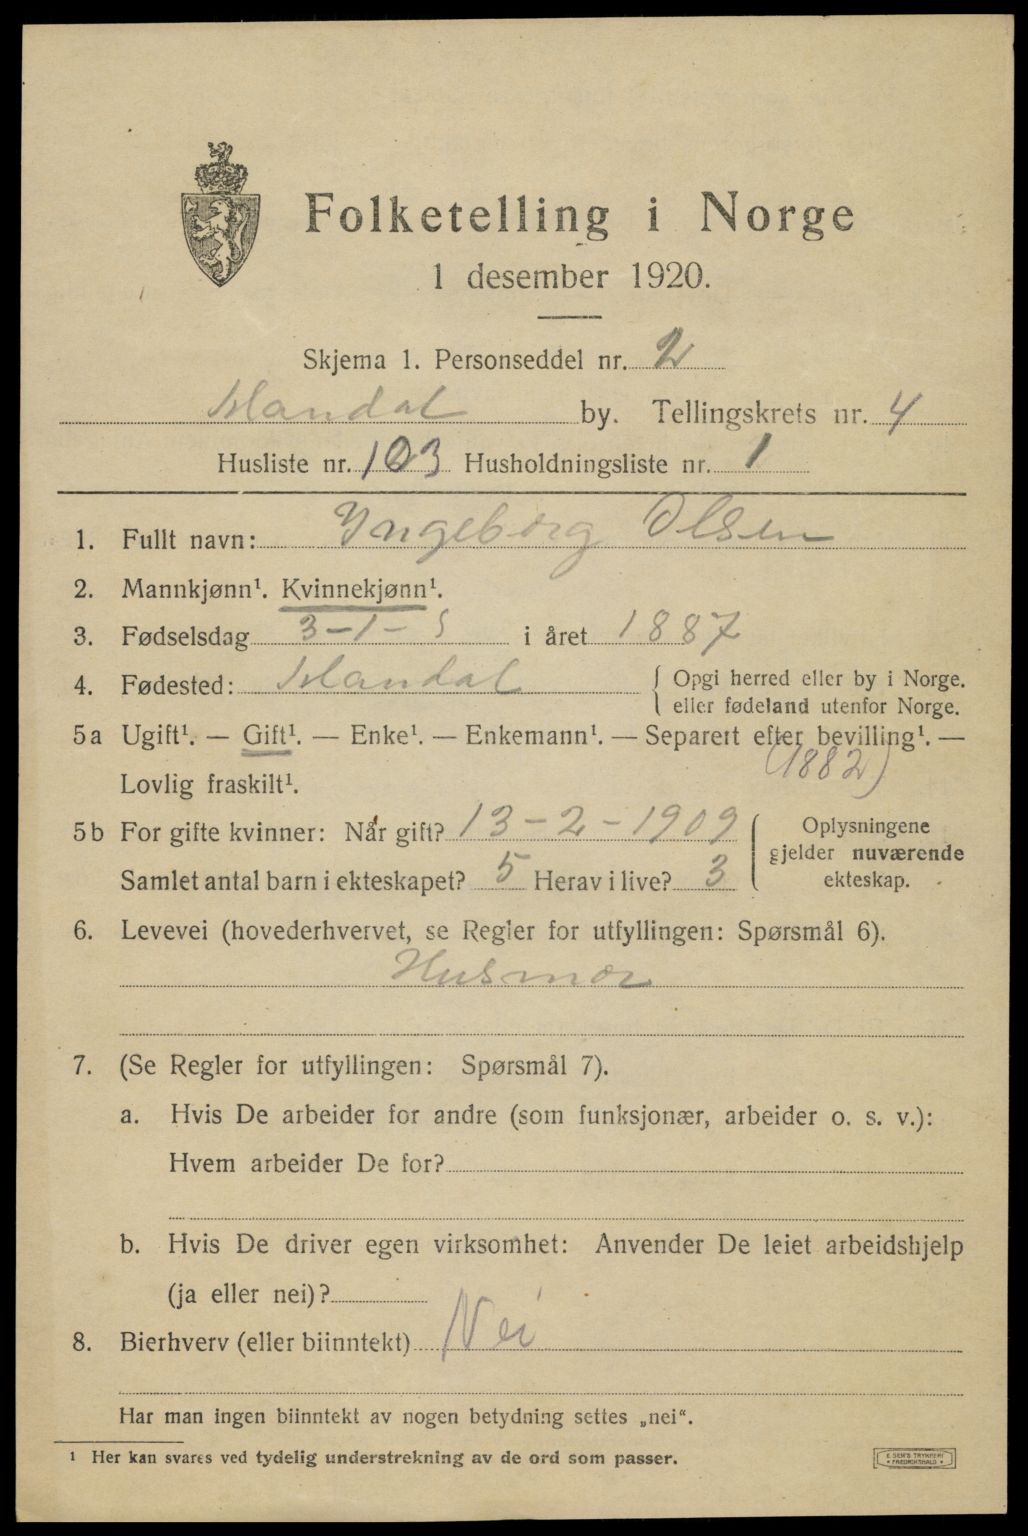 Folketelling i Norge
1 desember 1920.
Skjema 1. Personseddel nr. 2
Mandal by. Tellingskrets nr. 4
Husliste nr. 103 Husholdningsliste nr. 1
1. Fullt navn: Yngeborg Olsen
2. Mannkjønn¹. Kvinnekjønn¹.
3. Fødselsdag 3-1- i året 1887
4. Fødested: Mandal { Opgi herred eller by i Norge.
eller fødeland utenfor Norge.
5a Ugift¹. — Gift¹. — Enke¹. — Enkemann¹. — Separert efter bevilling¹. —
(1882)
Lovlig fraskilt¹.
5b For gifte kvinner: Når gift? 13-2-1909 { Oplysningene
gjelder nuværende
Samlet antal barn i ekteskapet? 5 Herav i live? 3 ekteskap.
6. Levevei (hovederhvervet, se Regler for utfyllingen: Spørsmål 6).
Husmor
7. (Se Regler for utfyllingen: Spørsmål 7).
a. Hvis De arbeider for andre (som funksjonær, arbeider o. s. v.):
Hvem arbeider De for?
b. Hvis De driver egen virksomhet: Anvender De leiet arbeidshjelp
(ja eller nei)?
8. Bierhverv (eller biinntekt) Nei
Har man ingen biinntekt av nogen betydning settes „nei“.
¹ Her kan svares ved tydelig understrekning av de ord som passer.
E. SEM'S TRYKKERI
• FREDRIKSHALD •